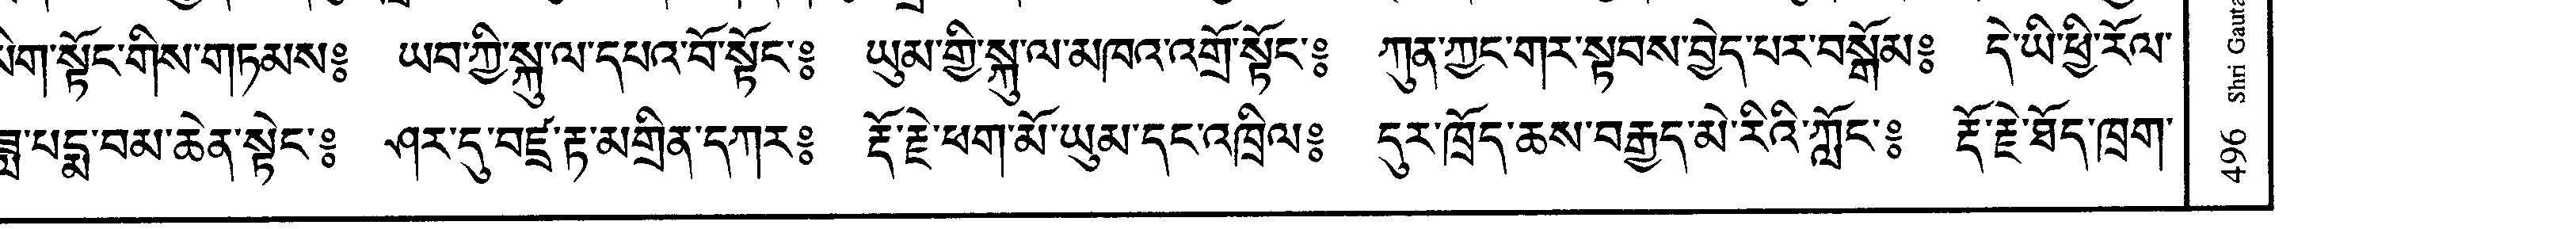 སྟོང་གིས་གཏམས༔ ཡབ་ཀྱི་སྐུ་ལ་དཔའ་བོ་སྟོང་༔ ཡུམ་གྱི་སྐུ་ལ་མཁའ་འགྲོ་སྟོང་༔ ཀུན་ཀྱང་གར་སྟབས་བྱེད་པར་བསྒོམ༔ དེ་ཡི་ཕྱི་རོལ་
པདྨ་བམ་ཆེན་སྟེང་༔ ཤར་དུ་བཛྲ་རྟ་མགྲིན་དཀར༔ རྡོ་རྗེ་ཕག་མོ་ཡུམ་དང་འཁྲིལ༔ དུར་ཁྲོད་ཆས་བརྒྱད་མེ་རིའི་ཀློང་༔ རྡོ་རྗེ་ཐོད་ཁྲག་
496 Shri